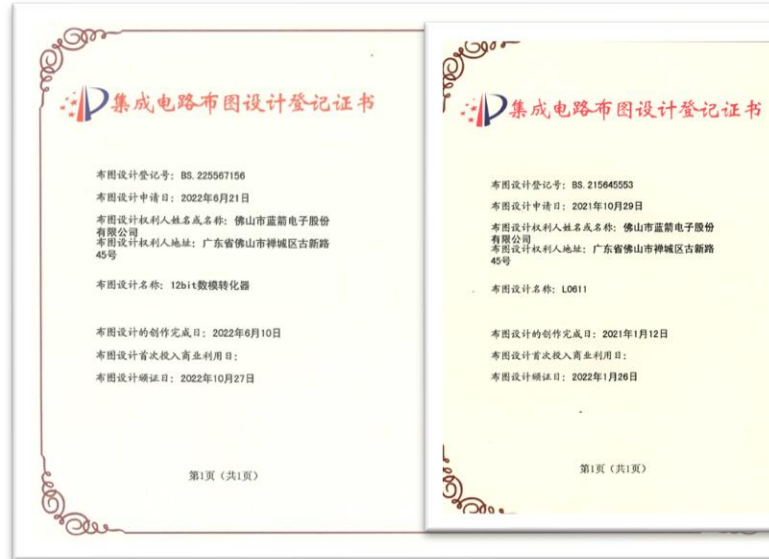 集成电路布图设计登记证书
布图设计登记号：BS. 225567156
布图设计申请日：2022年6月21日
布图设计权利人姓名或名称：佛山市蓝箭电子股份
有限公司
布图设计权利人地址：广东省佛山市禅城区古新路
45号
布图设计名称：12bit数模转化器
布图设计的创作完成日：2022年6月10日
布图设计首次投入商业利用日：
布图设计颁证日：2022年10月27日
第1页（共1页）
集成电路布图设计登记证书
布图设计登记号：BS. 215645553
布图设计申请日：2021年10月29日
布图设计权利人姓名或名称：佛山市蓝箭电子股份
有限公司
布图设计权利人地址：广东省佛山市禅城区古新路
45号
布图设计名称：L0611
布图设计的创作完成日：2021年1月12日
布图设计首次投入商业利用日：
布图设计颁证日：2022年1月26日
第1页（共1页）